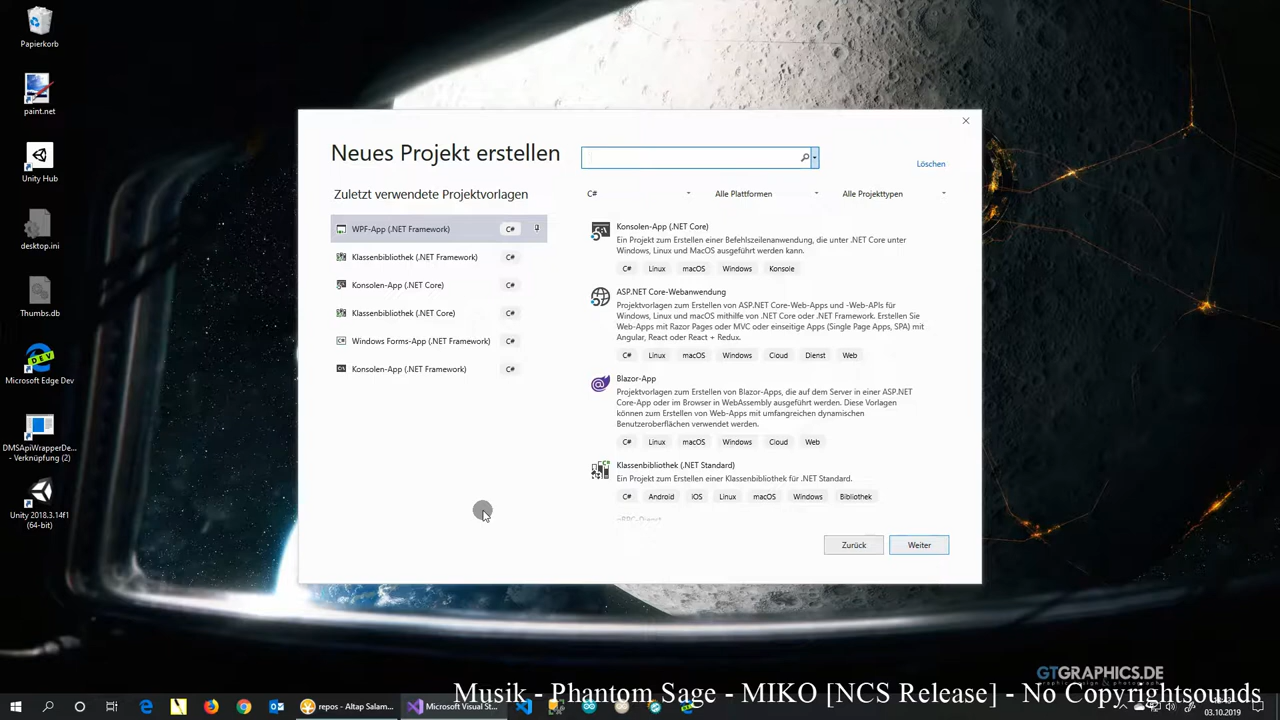 Papierkorb
paint.net
Unity Hub
desktop.ini
Thumbs.db
Microsoft Edge Dev
DMSApiWrapperDe...
- Verknüpfung (2)
Unity 2018.3.14f1
(64-bit)
Neues Projekt erstellen
Löschen
Zuletzt verwendete Projektvorlagen
C#
Alle Plattformen
Alle Projekttypen
WPF-App (.NET Framework) C#
Klassenbibliothek (.NET Framework) C#
Konsolen-App (.NET Core) C#
Klassenbibliothek (.NET Core) C#
Windows Forms-App (.NET Framework) C#
Konsolen-App (.NET Framework) C#
Konsolen-App (.NET Core)
Ein Projekt zum Erstellen einer Befehlszeilenanwendung, die unter .NET Core unter
Windows, Linux und MacOS ausgeführt werden kann.
C# Linux macOS Windows Konsole
ASP.NET Core-Webanwendung
Projektvorlagen zum Erstellen von ASP.NET Core-Web-Apps und -Web-APIs für
Windows, Linux und macOS mithilfe von .NET Core oder .NET Framework. Erstellen Sie
Web-Apps mit Razor Pages oder MVC oder einseitige Apps (Single Page Apps, SPA) mit
Angular, React oder React + Redux.
C# Linux macOS Windows Cloud Dienst Web
Blazor-App
Projektvorlagen zum Erstellen von Blazor-Apps, die auf dem Server in einer ASP.NET
Core-App oder im Browser in WebAssembly ausgeführt werden. Diese Vorlagen
können zum Erstellen von Web-Apps mit umfangreichen dynamischen
Benutzeroberflächen verwendet werden.
C# Linux macOS Windows Cloud Web
Klassenbibliothek (.NET Standard)
Ein Projekt zum Erstellen einer Klassenbibliothek für .NET Standard.
C# Android iOS Linux macOS Windows Bibliothek
gRPC-Dienst
Zurück
Weiter
GTGRAPHICS.DE
Musik - Phantom Sage - MIKO [NCS Release] - No Copyrightsounds
repos - Altap Salam...
Microsoft Visual St...
03.10.2019